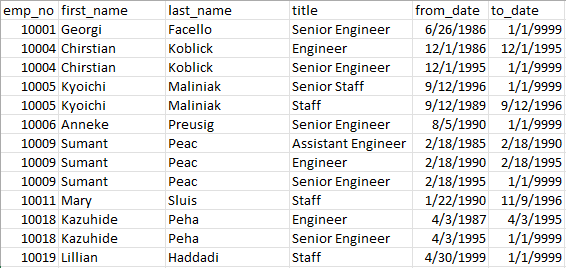 emp_no first_name last_name title from_date to_date
10001 Georgi Facello Senior Engineer 6/26/1986 1/1/9999
10004 Chirstian Koblick Engineer 12/1/1986 12/1/1995
10004 Chirstian Koblick Senior Engineer 12/1/1995 1/1/9999
10005 Kyoichi Maliniak Senior Staff 9/12/1996 1/1/9999
10005 Kyoichi Maliniak Staff 9/12/1989 9/12/1996
10006 Anneke Preusig Senior Engineer 8/5/1990 1/1/9999
10009 Sumant Peac Assistant Engineer 2/18/1985 2/18/1990
10009 Sumant Peac Engineer 2/18/1990 2/18/1995
10009 Sumant Peac Senior Engineer 2/18/1995 1/1/9999
10011 Mary Sluis Staff 1/22/1990 11/9/1996
10018 Kazuhide Peha Engineer 4/3/1987 4/3/1995
10018 Kazuhide Peha Senior Engineer 4/3/1995 1/1/9999
10019 Lillian Haddadi Staff 4/30/1999 1/1/9999